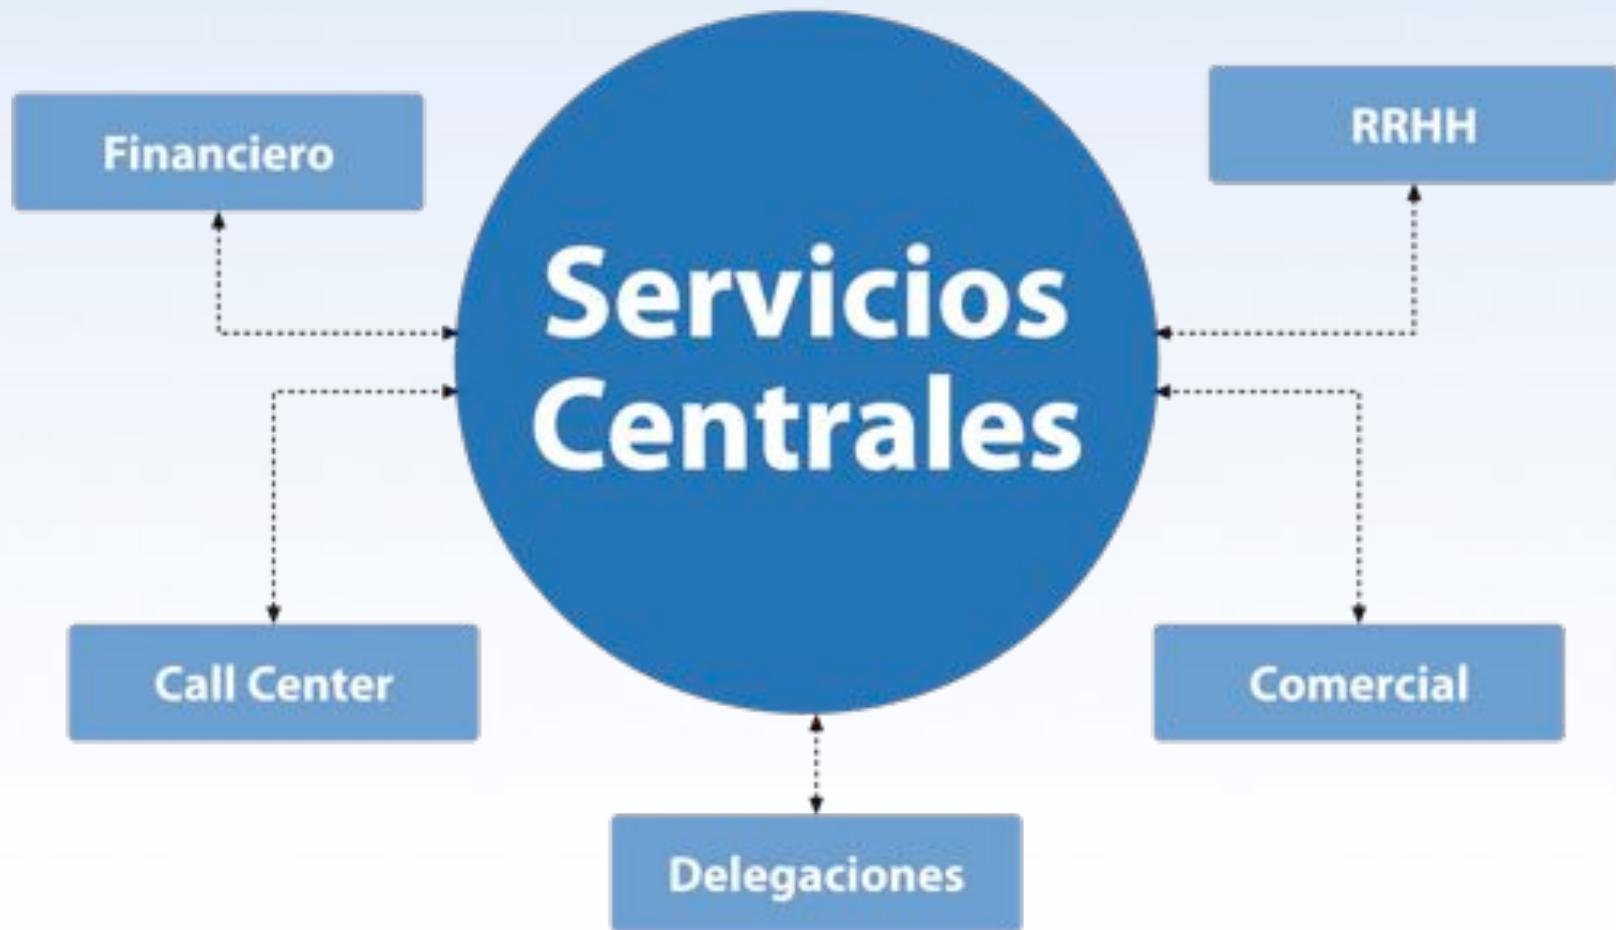 Financiero
RRHH
Servicios
Centrales
Call Center
Comercial
Delegaciones